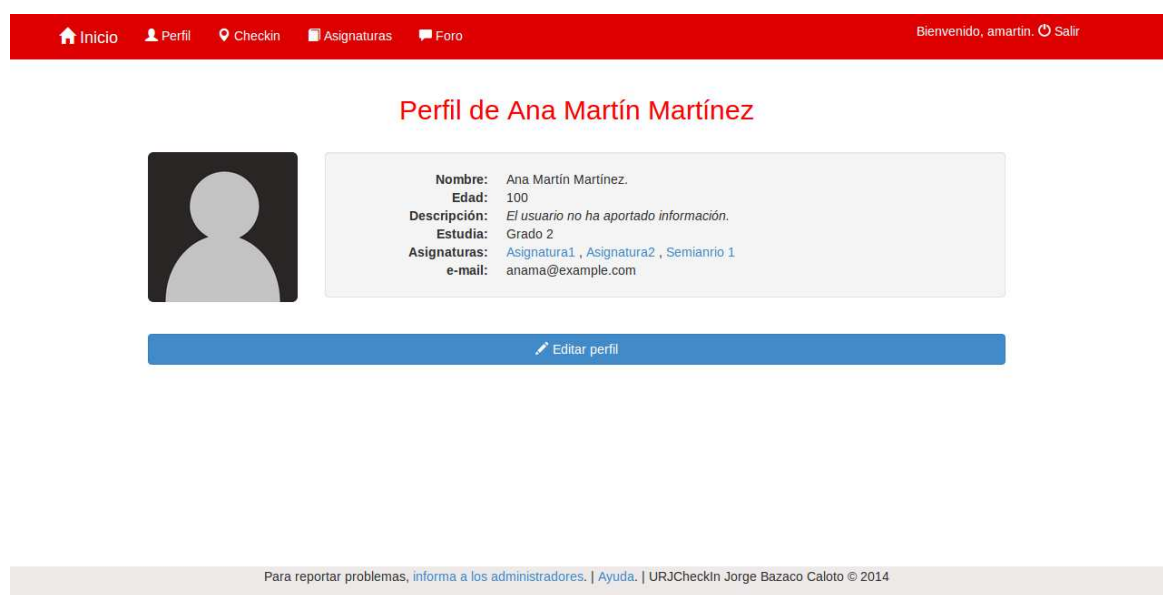 Inicio Perfil Checkin Asignaturas Foro Bienvenido, amartin. Salir
Perfil de Ana Martín Martínez
Nombre: Ana Martín Martínez.
Edad: 100
Descripción: El usuario no ha aportado información.
Estudia: Grado 2
Asignaturas: Asignatura1 , Asignatura2 , Semianrio 1
e-mail: anama@example.com
Editar perfil
Para reportar problemas, informa a los administradores. | Ayuda. | URJCheckIn Jorge Bazaco Caloto © 2014